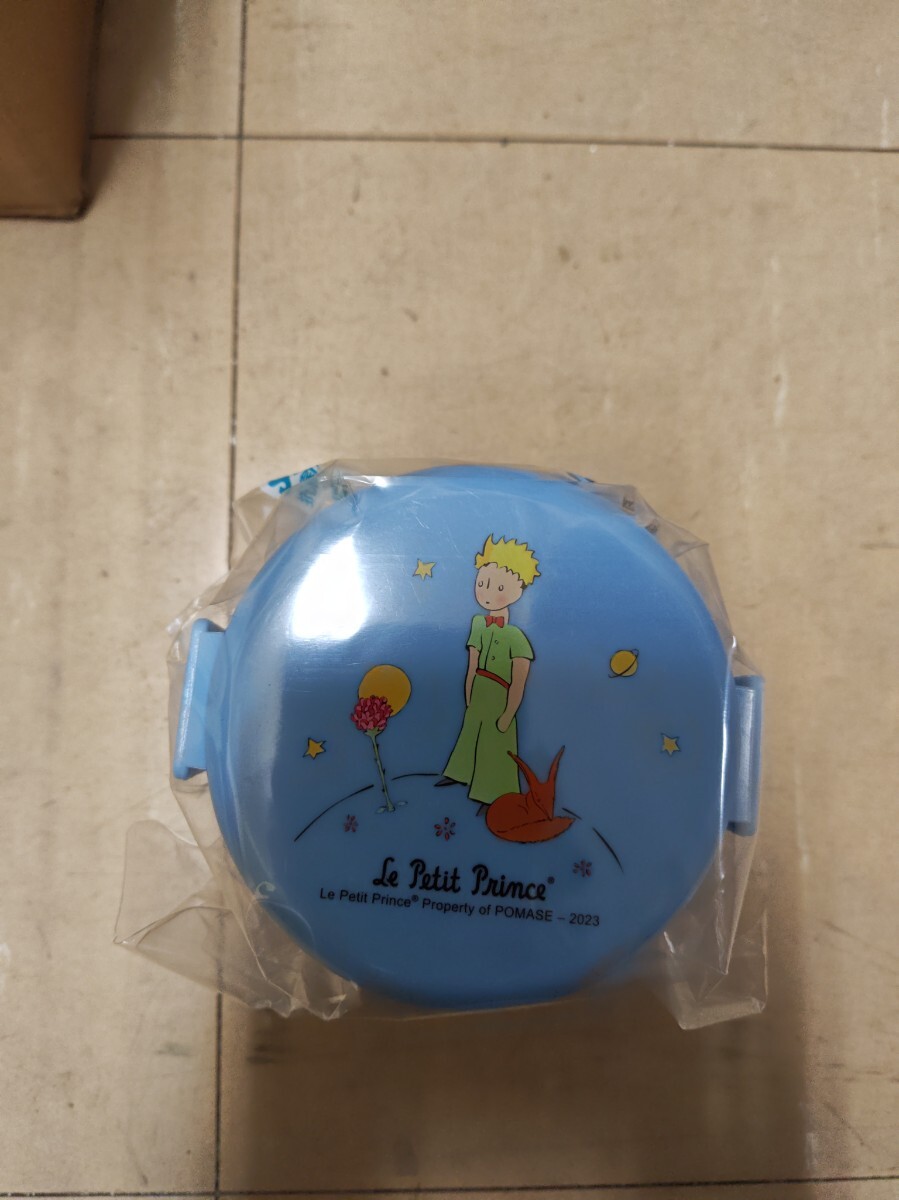 Le Petit Prince®
Le Petit Prince® Property of POMASE – 2023